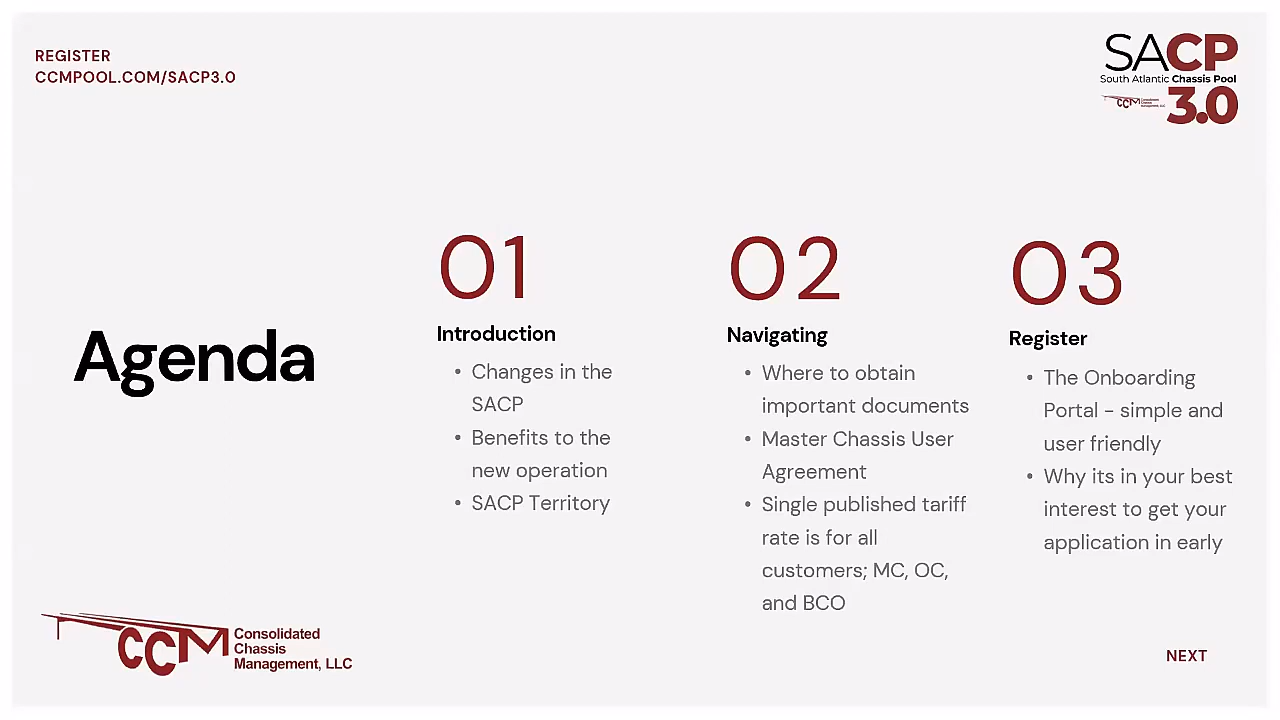 REGISTER
CCMPOOL.COM/SACP3.0
SACP
South Atlantic Chassis Pool
CCM
3.0
Agenda
01
Introduction
• Changes in the
SACP
• Benefits to the
new operation
• SACP Territory
02
Navigating
• Where to obtain
important documents
• Master Chassis User
Agreement
• Single published tariff
rate is for all
customers; MC, OC,
and BCO
03
Register
• The Onboarding
Portal - simple and
user friendly
• Why its in your best
interest to get your
application in early
CCM
Consolidated
Chassis
Management, LLC
NEXT